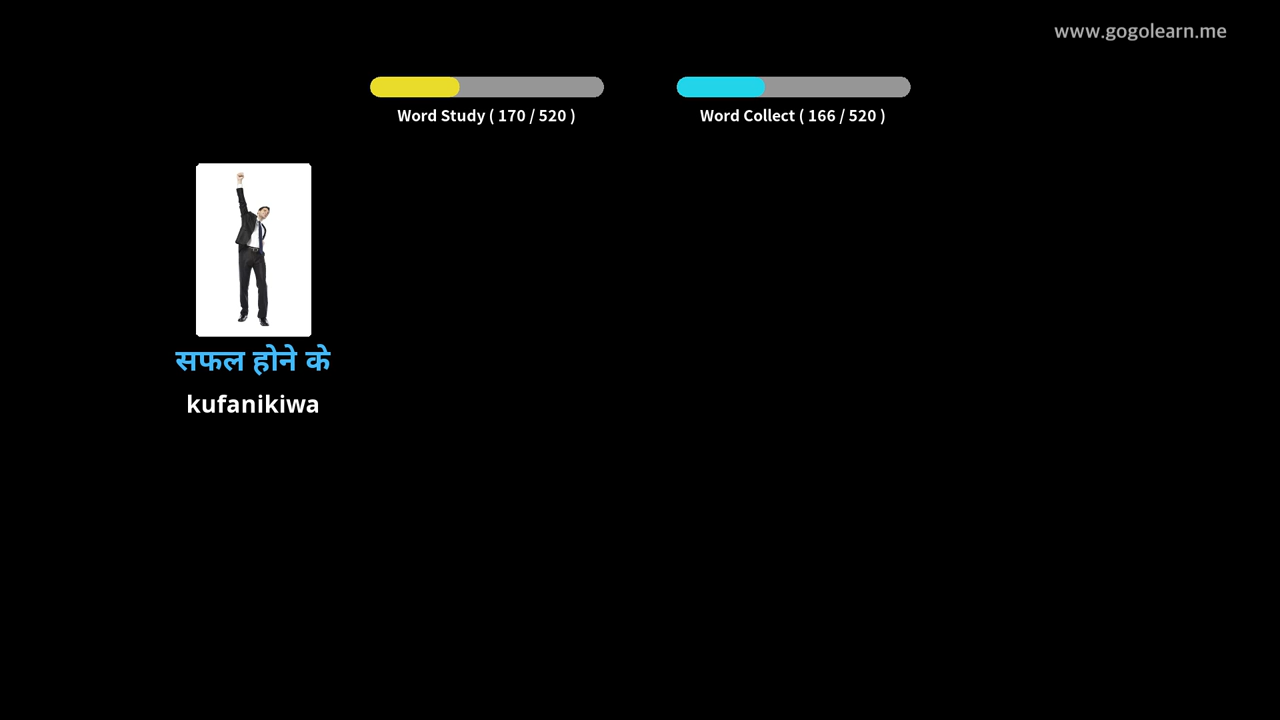 www.gogolearn.me
Word Study ( 170 / 520 )
Word Collect ( 166 / 520 )
सफल होने के
kufanikiwa